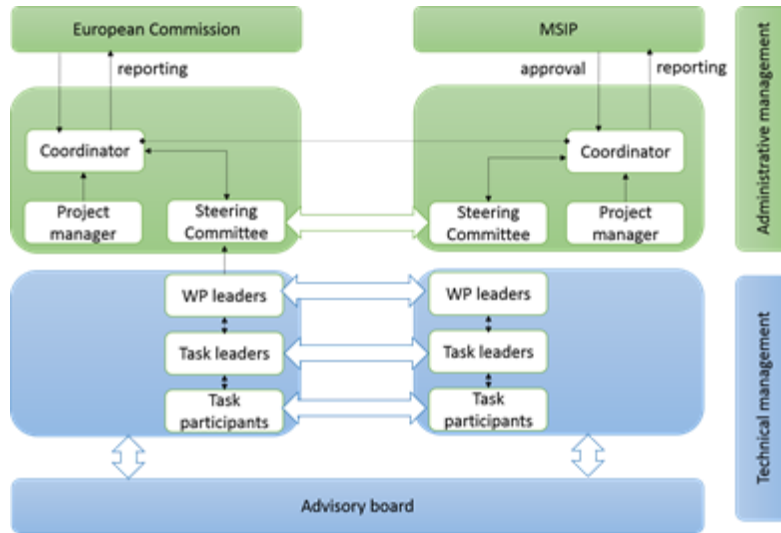 European Commission
MSIP
reporting
approval
reporting
Coordinator
Coordinator
Project
manager
Steering
Committee
Steering
Committee
Project
manager
WP leaders
WP leaders
Task leaders
Task leaders
Task
participants
Task
participants
Advisory board
Administrative management
Technical management